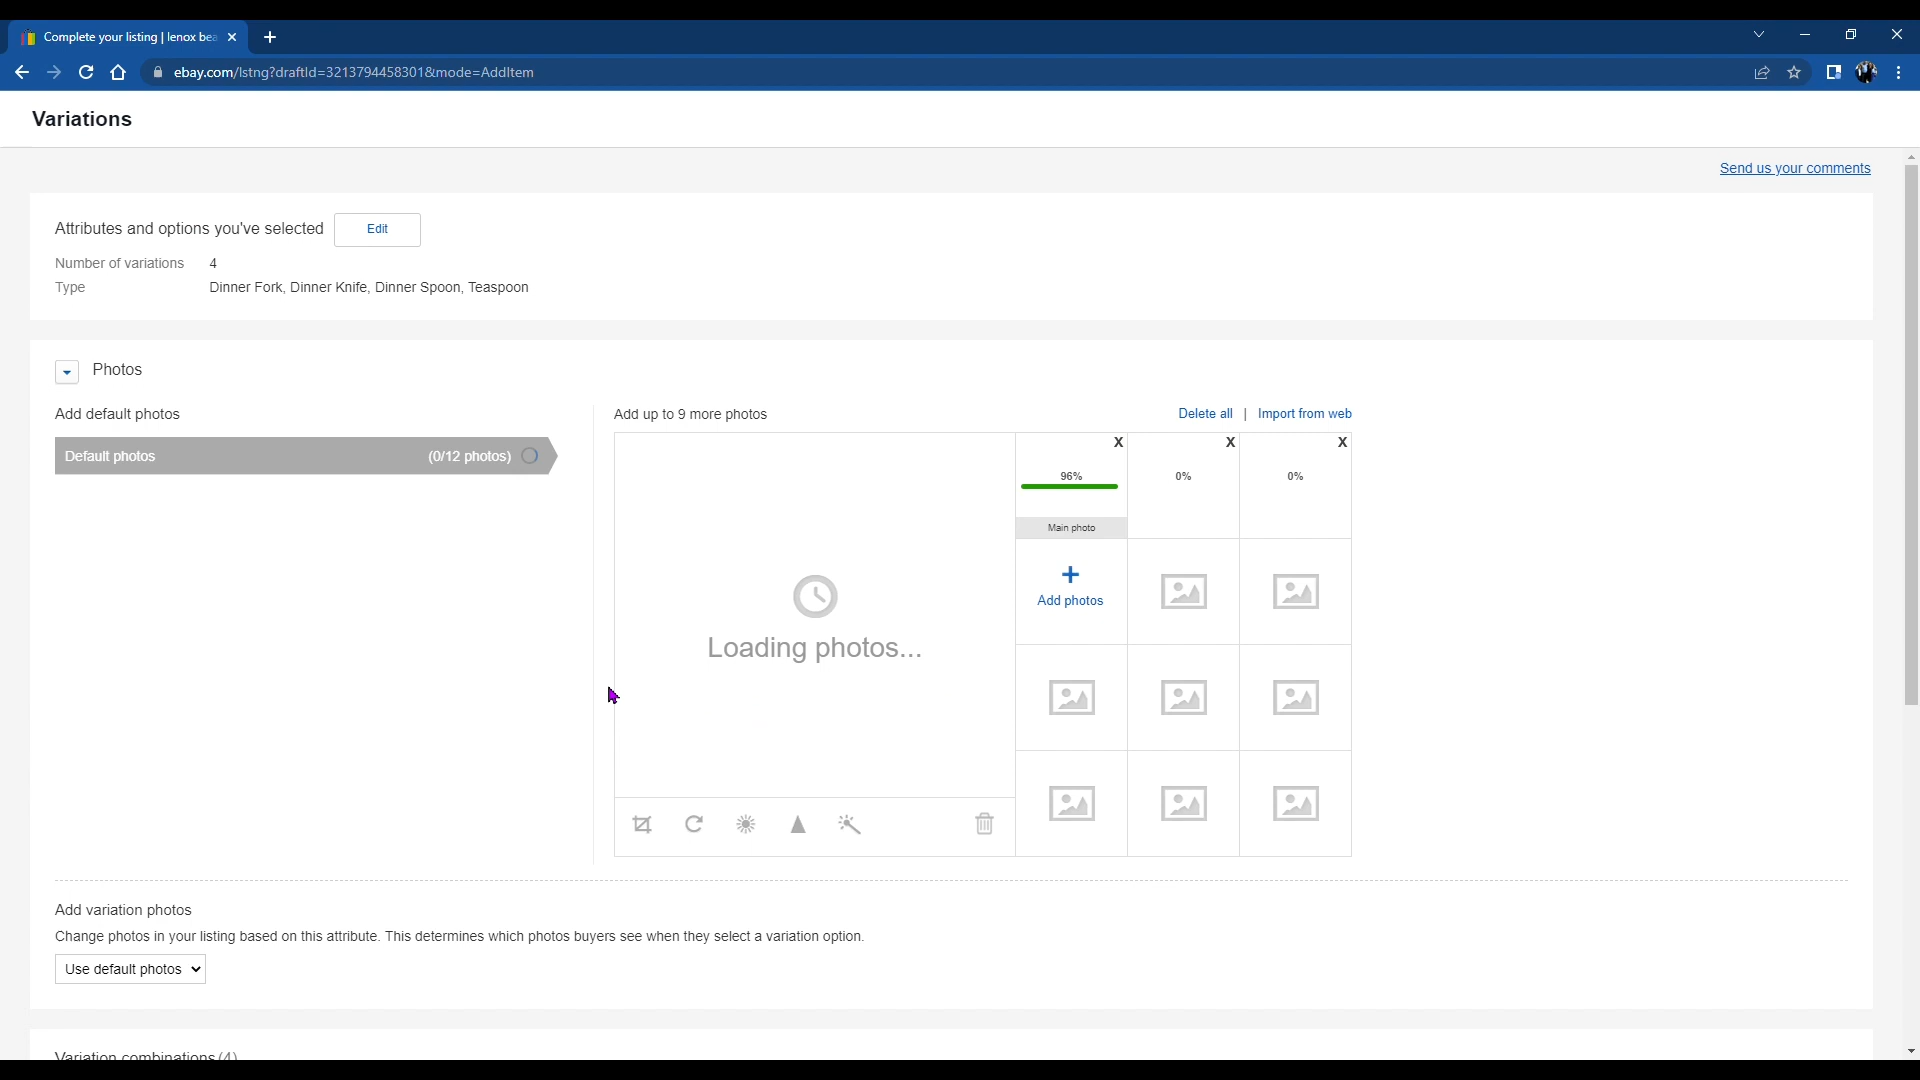 Complete your listing | lenox bea
ebay.com/lstng?draftId=3213794458301&mode=AddItem
Variations
Send us your comments
Attributes and options you've selected Edit
Number of variations 4
Type Dinner Fork, Dinner Knife, Dinner Spoon, Teaspoon
Photos
Add default photos
Default photos (0/12 photos)
Add up to 9 more photos Delete all | Import from web
X X X
96% 0% 0%
Main photo
Add photos
Loading photos...
Add variation photos
Change photos in your listing based on this attribute. This determines which photos buyers see when they select a variation option.
Use default photos
Variation combinations (4)